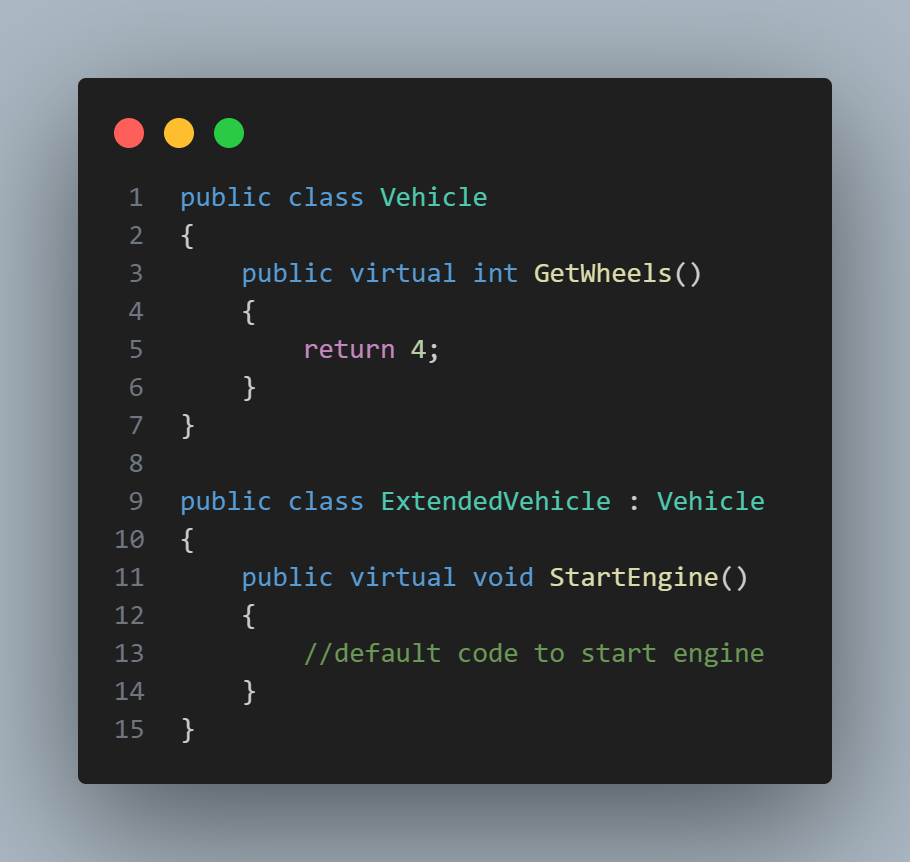 1 public class Vehicle
2 {
3     public virtual int GetWheels()
4     {
5         return 4;
6     }
7 }
8
9 public class ExtendedVehicle : Vehicle
10 {
11     public virtual void StartEngine()
12     {
13         //default code to start engine
14     }
15 }